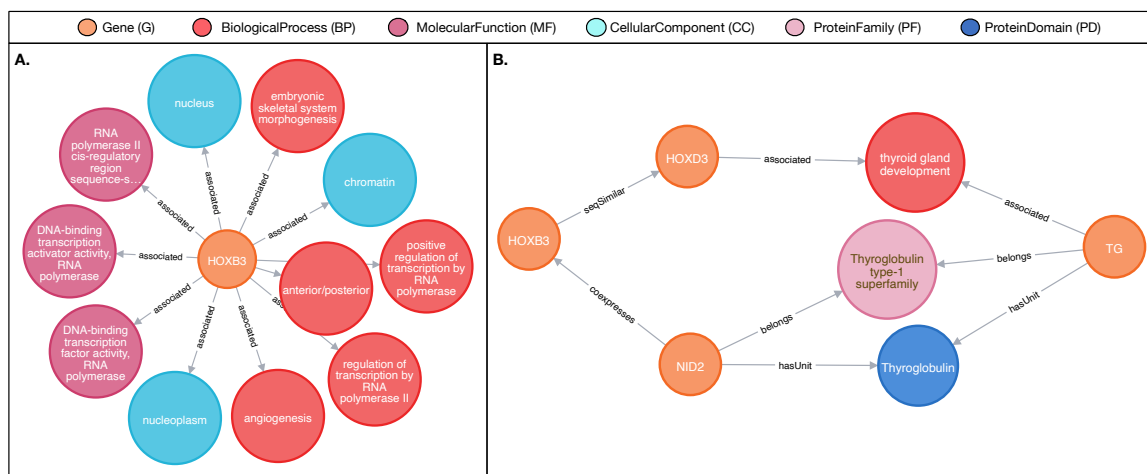 Gene (G)
BiologicalProcess (BP)
MolecularFunction (MF)
CellularComponent (CC)
ProteinFamily (PF)
ProteinDomain (PD)
A.
nucleus
embryonic
skeletal system
morphogenesis
RNA
polymerase II
cis-regulatory
region
sequence-s...
chromatin
associated
associated
associated
associated
DNA-binding
transcription
activator activity,
RNA
polymerase
associated
HOXB3
positive
regulation of
transcription by
RNA
polymerase
anterior/posterior
associated
associated
associated
ass
DNA-binding
transcription
factor activity,
RNA
polymerase
regulation of
transcription by
RNA
polymerase II
nucleoplasm
angiogenesis
B.
HOXD3
associated
thyroid gland
development
seqSimilar
associated
HOXB3
TG
belongs
Thyroglobulin
type-1
superfamily
coexpresses
belongs
hasUnit
NID2
hasUnit
Thyroglobulin